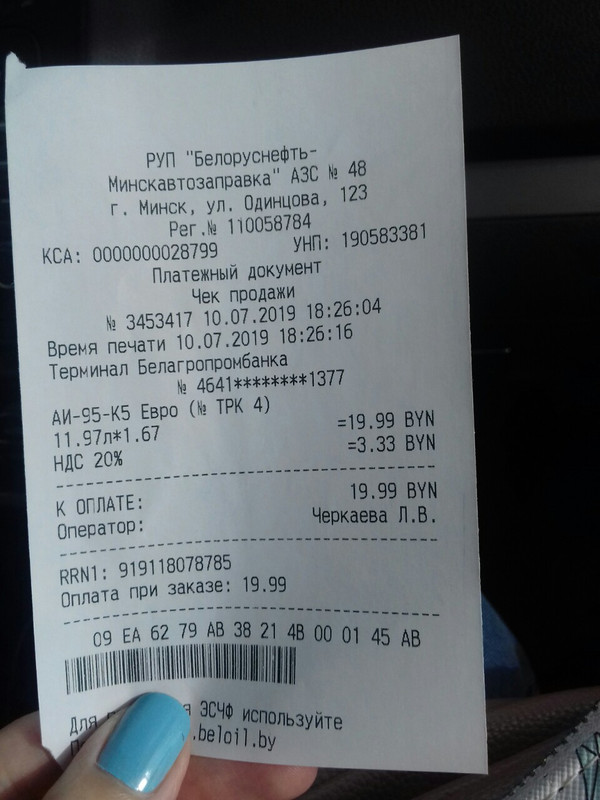 РУП "Белоруснефть-
Минскавтозаправка" АЗС № 48
г. Минск, ул. Одинцова, 123
Рег.№ 110058784
КСА: 0000000028799 УНП: 190583381
Платежный документ
Чек продажи
№ 3453417 10.07.2019 18:26:04
Время печати 10.07.2019 18:26:16
Терминал Белагропромбанка
№ 4641********1377
АИ-95-К5 Евро (№ ТРК 4)
11.97л*1.67 =19.99 BYN
НДС 20% =3.33 BYN
К ОПЛАТЕ: 19.99 BYN
Оператор: Черкаева Л.В.
RRN1: 919118078785
Оплата при заказе: 19.99
09 EA 62 79 AB 38 21 4B 00 01 45 AB
Для ЭСЧФ используйте
.beloil.by